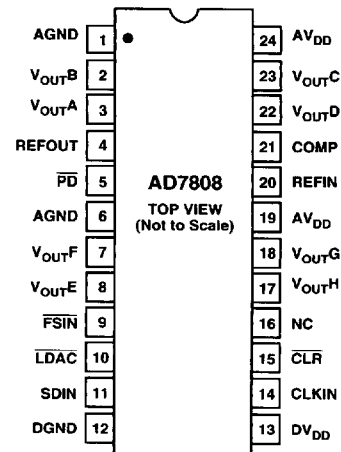 AGND 1 24 AVDD
VOUTB 2 23 VOUTC
VOUTA 3 22 VOUTD
REFOUT 4 21 COMP
PD 5 AD7808 20 REFIN
TOP VIEW
AGND 6 (Not to Scale) 19 AVDD
VOUTF 7 18 VOUTG
VOUTE 8 17 VOUTH
FSIN 9 16 NC
LDAC 10 15 CLR
SDIN 11 14 CLKIN
DGND 12 13 DVDD